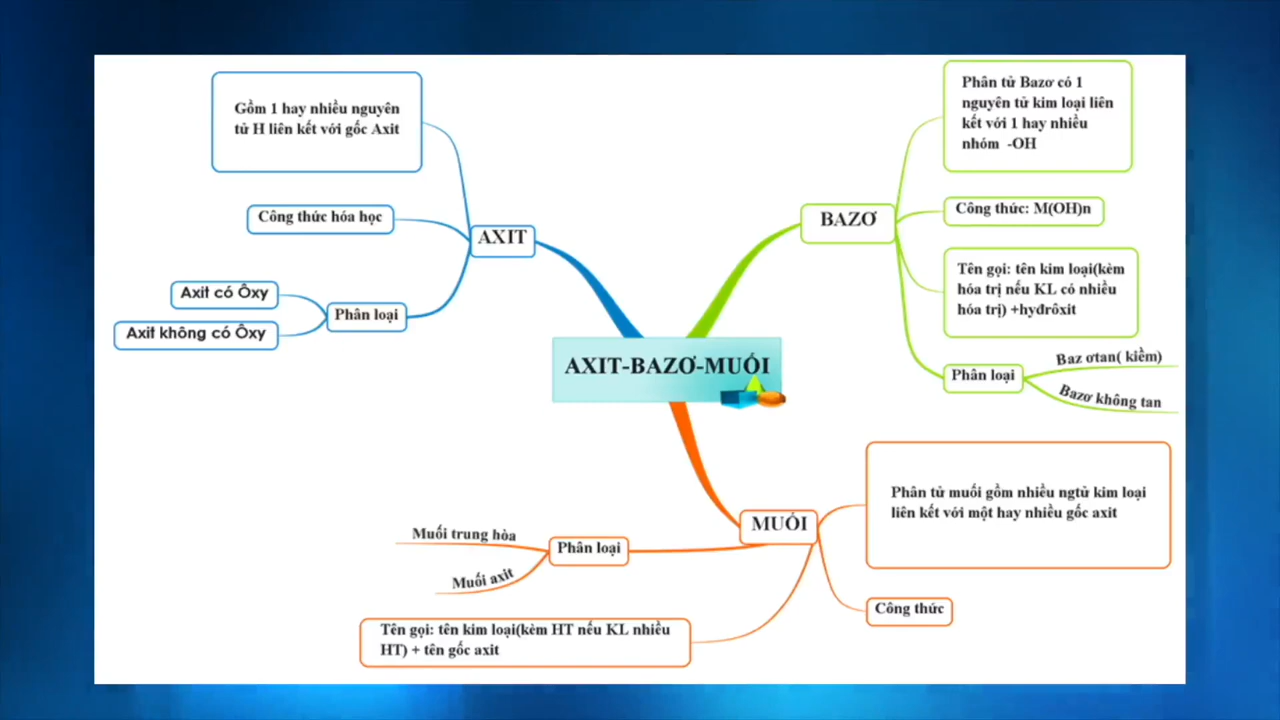 Gồm 1 hay nhiều nguyên
tử H liên kết với gốc Axit
Công thức hóa học
AXIT
Axit có Ôxy
Axit không có Ôxy
Phân loại
Phân tử Bazơ có 1
nguyên tử kim loại liên
kết với 1 hay nhiều
nhóm -OH
BAZƠ
Công thức: M(OH)n
Tên gọi: tên kim loại(kèm
hóa trị nếu KL có nhiều
hóa trị) +hyđrôxit
Phân loại
Baz ơtan( kiềm)
Bazơ không tan
AXIT-BAZƠ-MUỐI
MUỐI
Phân tử muối gồm nhiều ngtử kim loại
liên kết với một hay nhiều gốc axit
Công thức
Muối trung hòa
Muối axit
Phân loại
Tên gọi: tên kim loại(kèm HT nếu KL nhiều
HT) + tên gốc axit